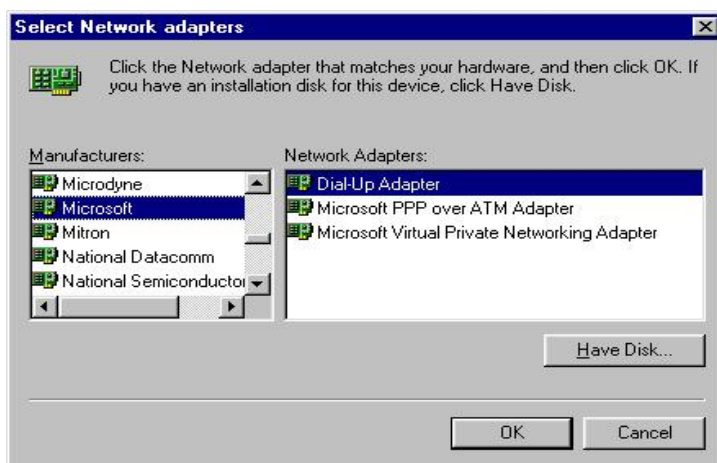 Select Network adapters
Click the Network adapter that matches your hardware, and then click OK. If
you have an installation disk for this device, click Have Disk.
Manufacturers:
Microdyne
Microsoft
Mitron
National Datacomm
National Semiconductor
Network Adapters:
Dial-Up Adapter
Microsoft PPP over ATM Adapter
Microsoft Virtual Private Networking Adapter
Have Disk...
OK
Cancel